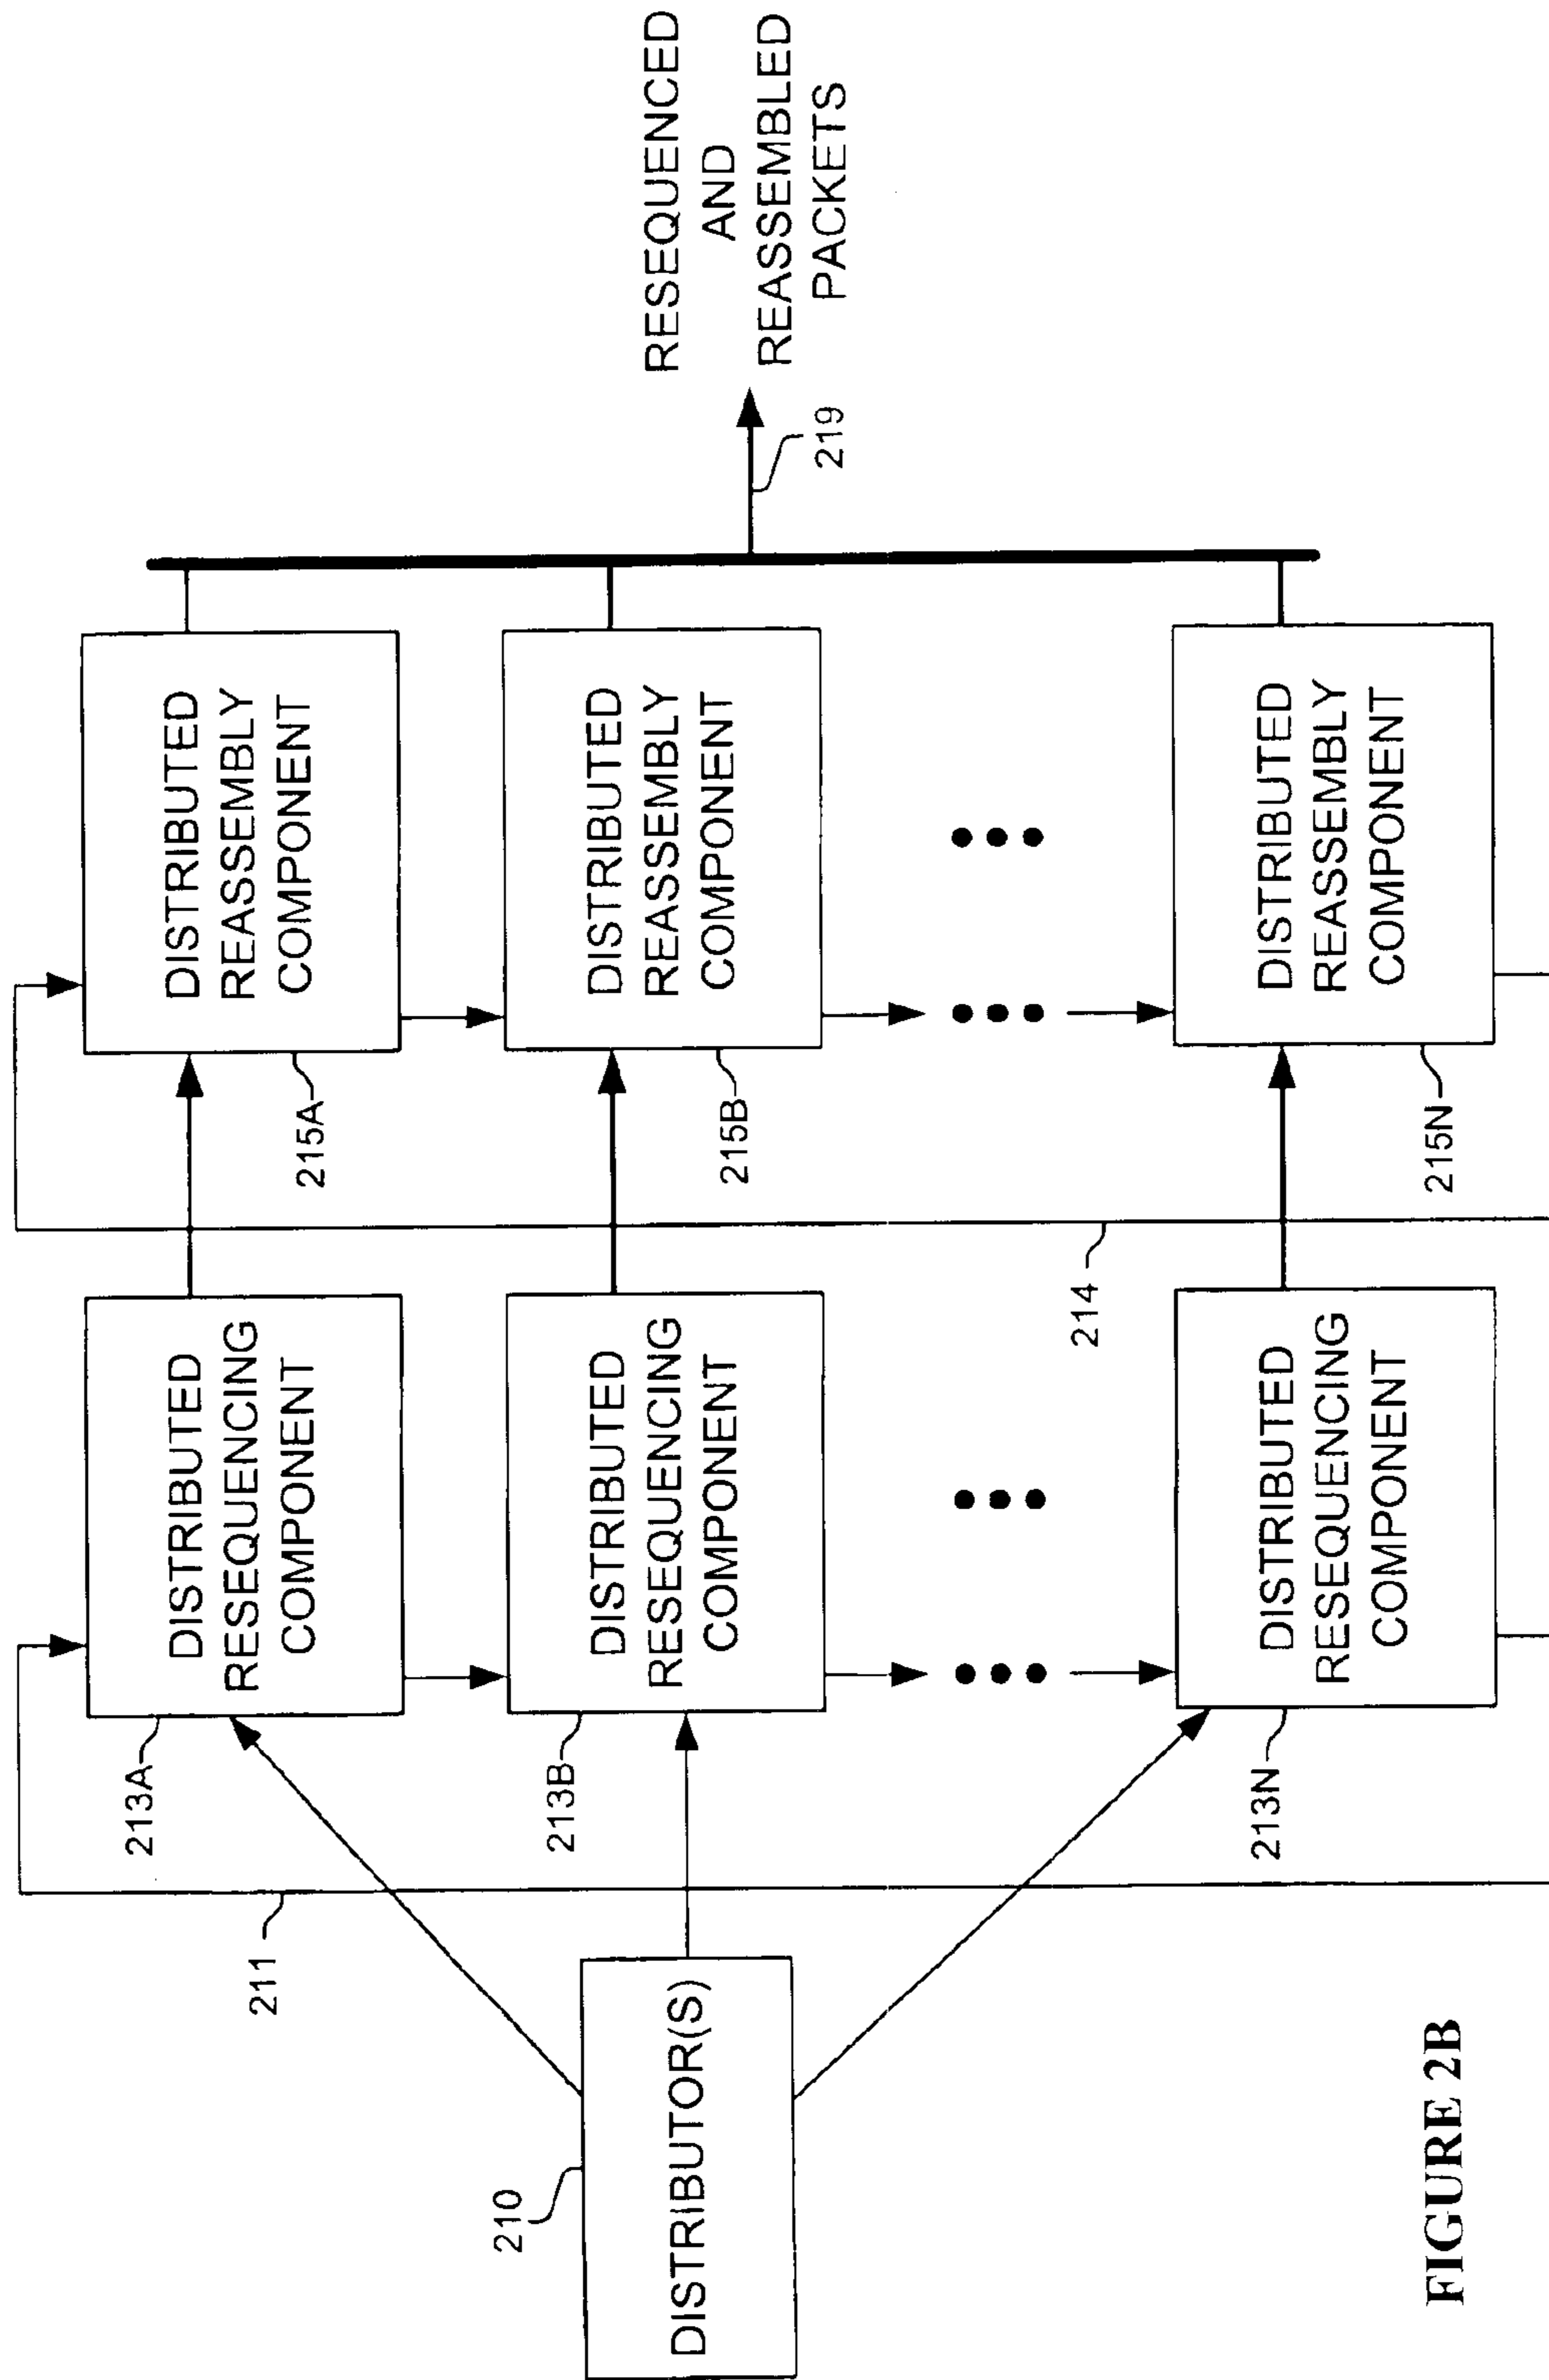 210
DISTRIBUTOR(S)
211
213A
DISTRIBUTED
RESEQUENCING
COMPONENT
213B
DISTRIBUTED
RESEQUENCING
COMPONENT
213N
DISTRIBUTED
RESEQUENCING
COMPONENT
214
215A
DISTRIBUTED
REASSEMBLY
COMPONENT
215B
DISTRIBUTED
REASSEMBLY
COMPONENT
215N
DISTRIBUTED
REASSEMBLY
COMPONENT
219
RESEQUENCED
AND
REASSEMBLED
PACKETS
FIGURE 2B